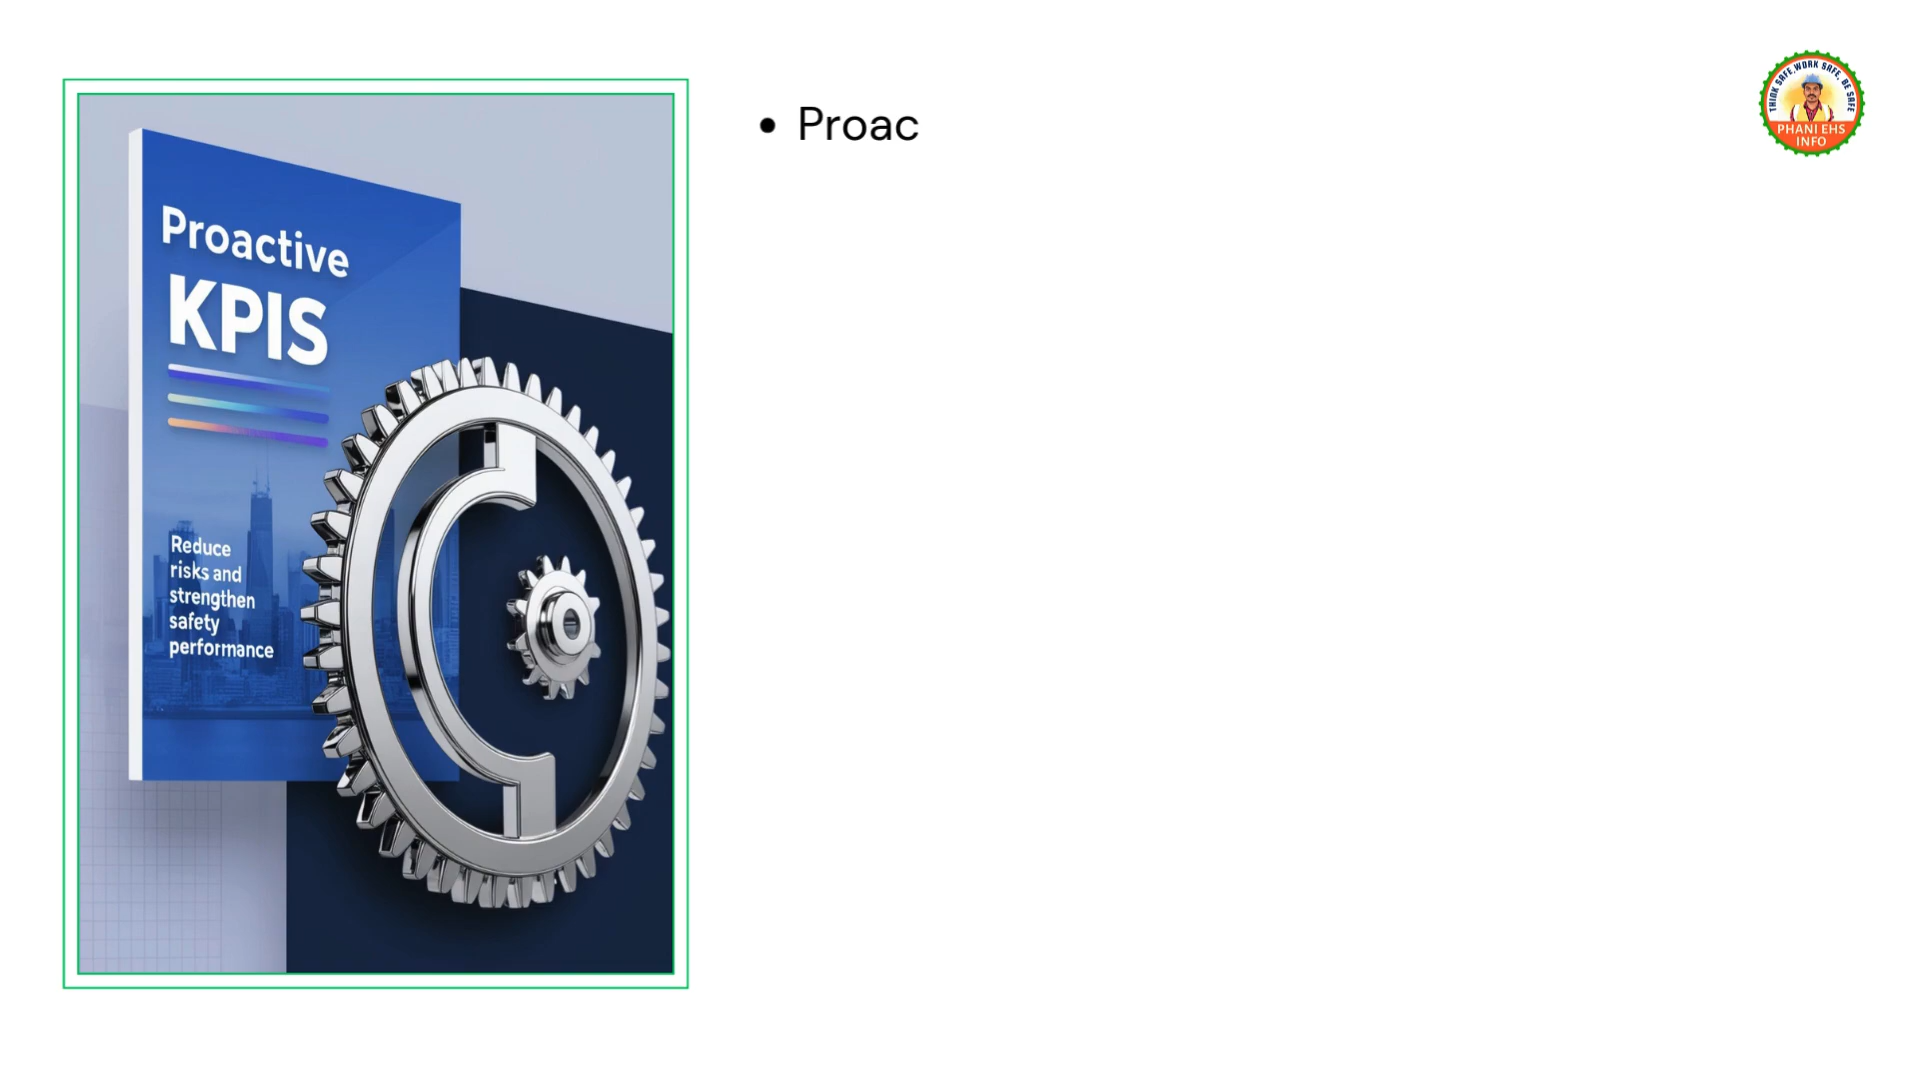 Proactive
KPIS
Reduce
risks and
strengthen
safety
performance
• Proac
THINK SAFE, WORK SAFE, BE SAFE
PHANI EHS
INFO